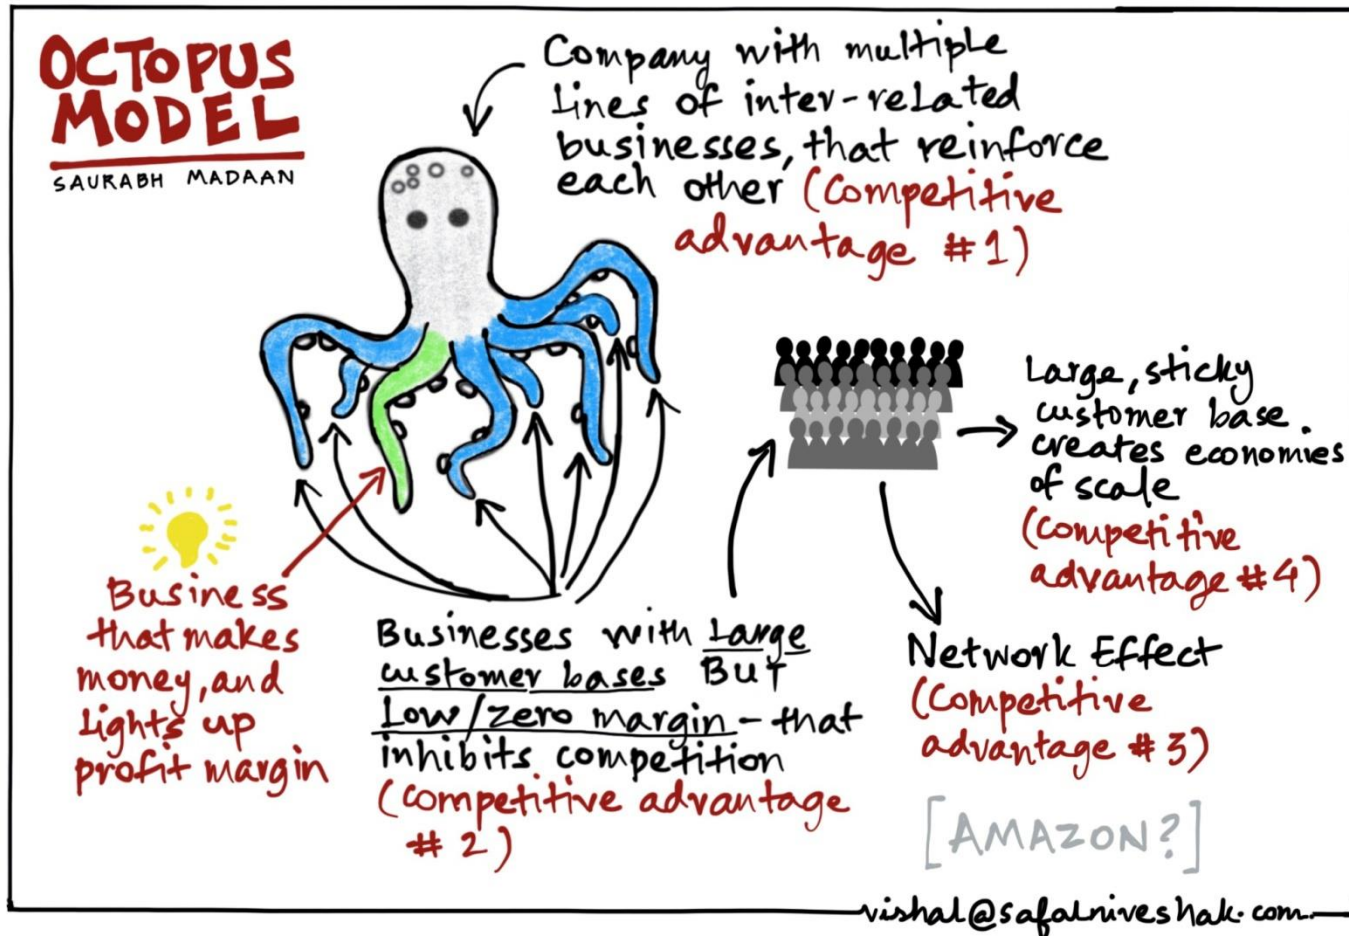 OCTOPUS
MODEL
SAURABH MADAAN
Company with multiple
Lines of inter-related
businesses, that reinforce
each other (Competitive
advantage #1)
Large, sticky
customer base
creates economies
of scale
(Competitive
advantage #4)
Business
that makes
money, and
Lights up
profit margin
Businesses with Large
customer bases BUT
Low/zero margin - that
inhibits competition
(Competitive advantage
#2)
Network Effect
(Competitive
advantage #3)
[AMAZON?]
vishal@safalniveshak.com